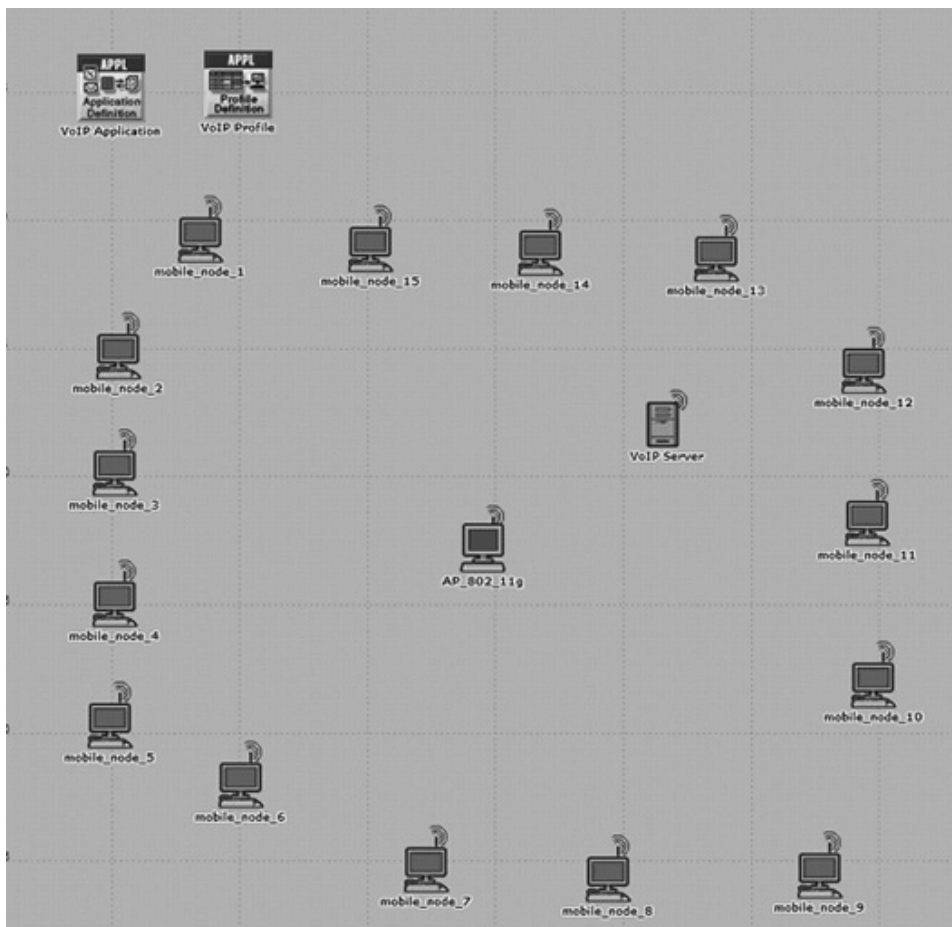 APPL
Application
Definition
VoIP Application
APPL
Profile
Definition
VoIP Profile
mobile_node_1
mobile_node_15
mobile_node_14
mobile_node_13
mobile_node_2
mobile_node_12
VoIP Server
mobile_node_3
mobile_node_11
AP_802_11g
mobile_node_4
mobile_node_10
mobile_node_5
mobile_node_6
mobile_node_7
mobile_node_8
mobile_node_9